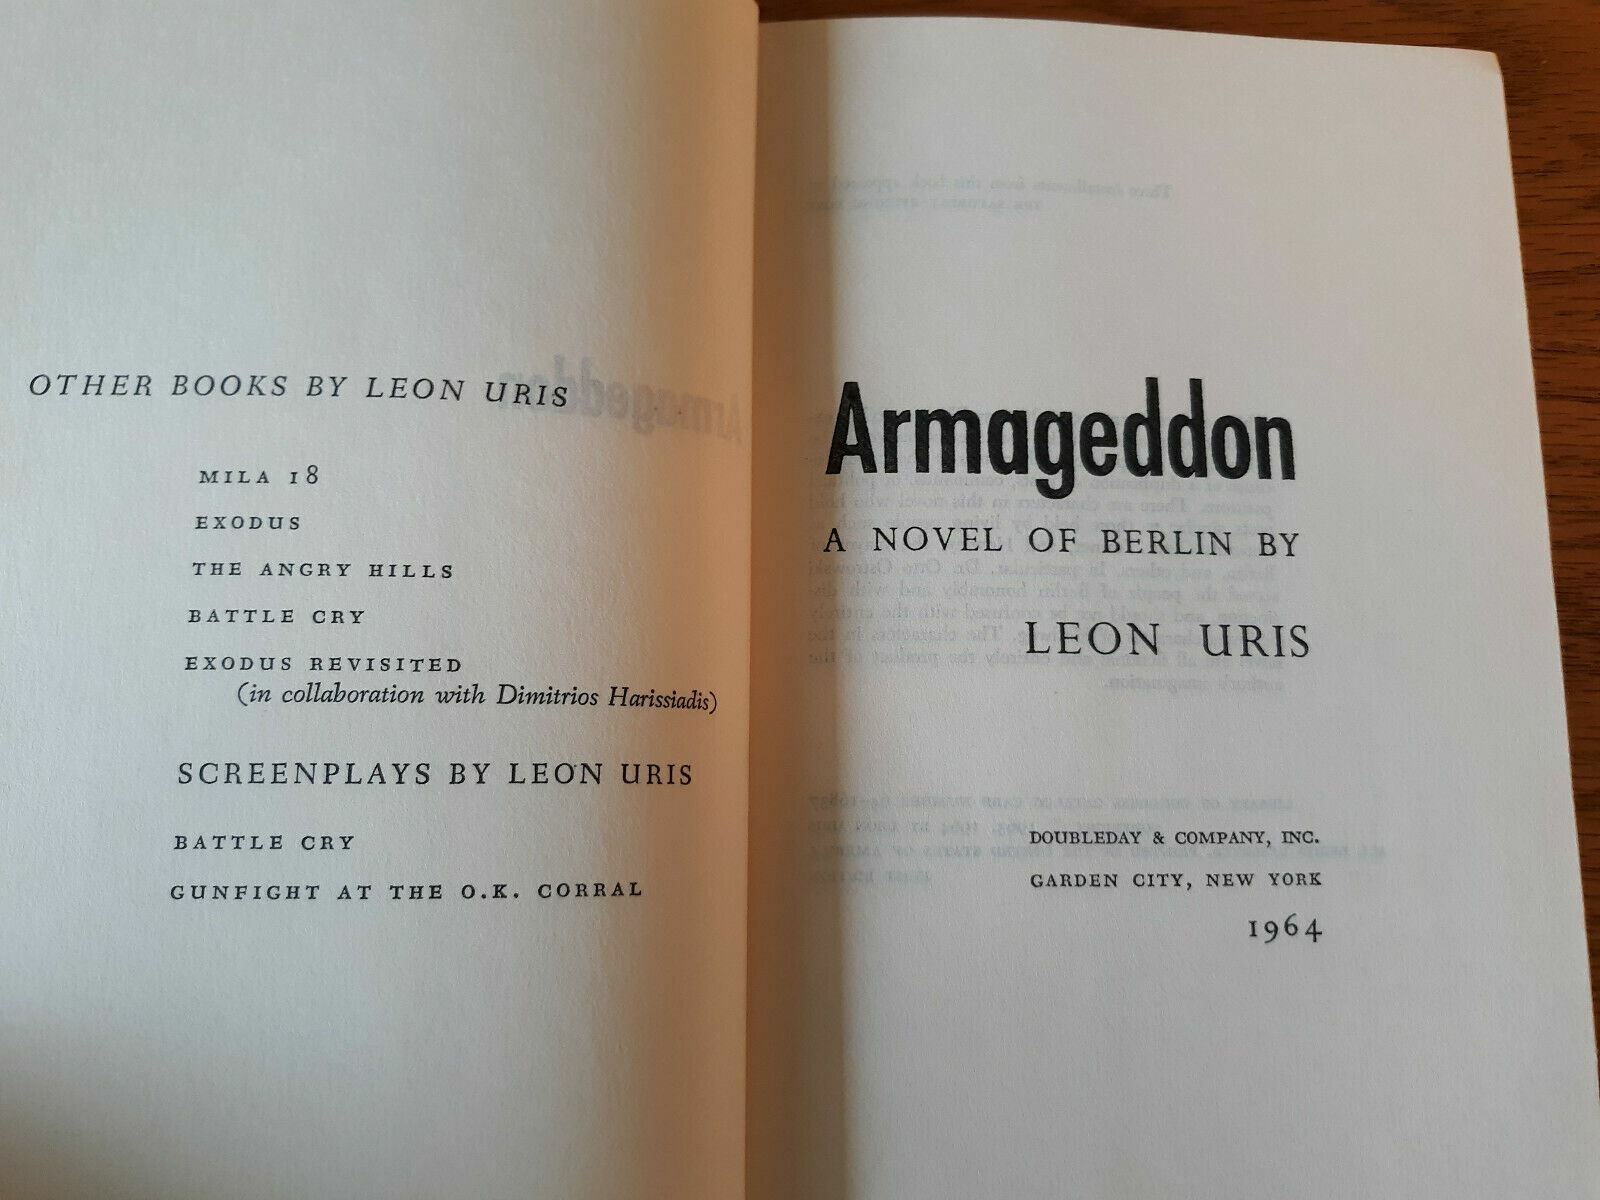 OTHER BOOKS BY LEON URIS
MILA 18
EXODUS
THE ANGRY HILLS
BATTLE CRY
EXODUS REVISITED
(in collaboration with Dimitrios Harissiadis)
SCREENPLAYS BY LEON URIS
BATTLE CRY
GUNFIGHT AT THE O.K. CORRAL
Armageddon
A NOVEL OF BERLIN BY
LEON URIS
DOUBLEDAY & COMPANY, INC.
GARDEN CITY, NEW YORK
1964